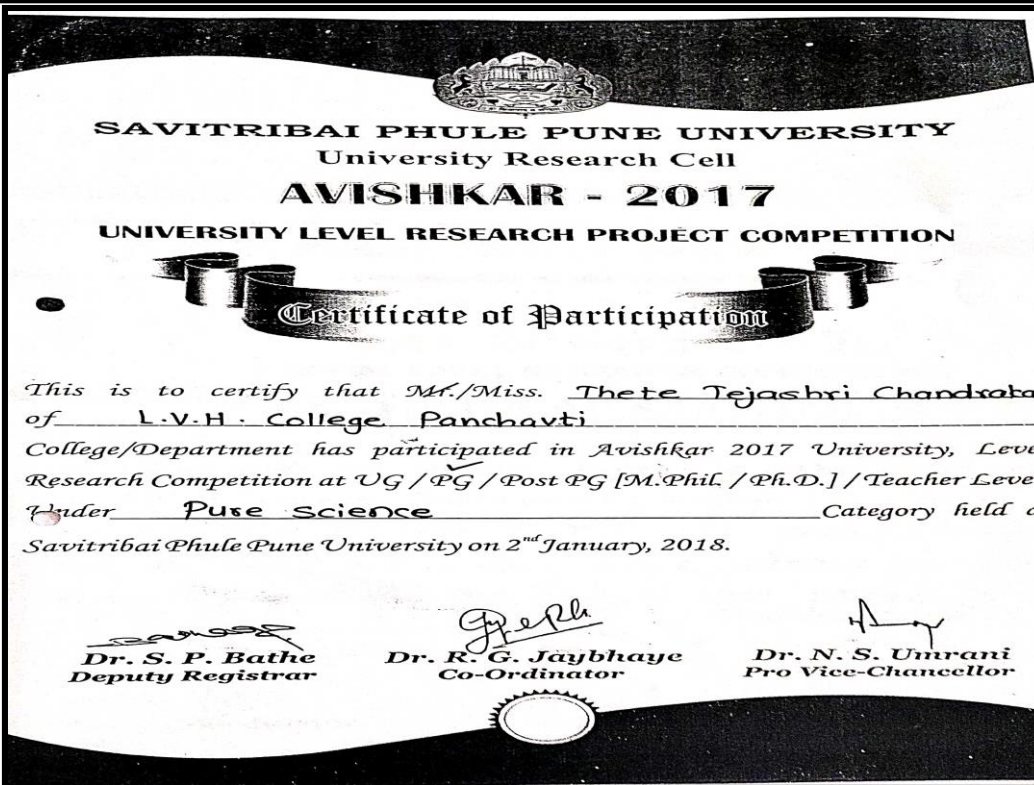 SAVITRIBAI PHULE PUNE UNIVERSITY
University Research Cell
AVISHKAR - 2017
UNIVERSITY LEVEL RESEARCH PROJECT COMPETITION
Certificate of Participation
This is to certify that Mr./Miss. Thete Tejashri Chandrata
of L.V.H. College Panchavti
College/Department has participated in Avishkar 2017 University, Leve
Research Competition at UG / PG / Post PG [M.Phil. / Ph.D.] / Teacher Leve
Under Pure Science Category held a
Savitribai Phule Pune University on 2nd January, 2018.
Dr. S. P. Bathe Dr. R. G. Jaybhaye Dr. N. S. Umrani
Deputy Registrar Co-Ordinator Pro Vice-Chancellor